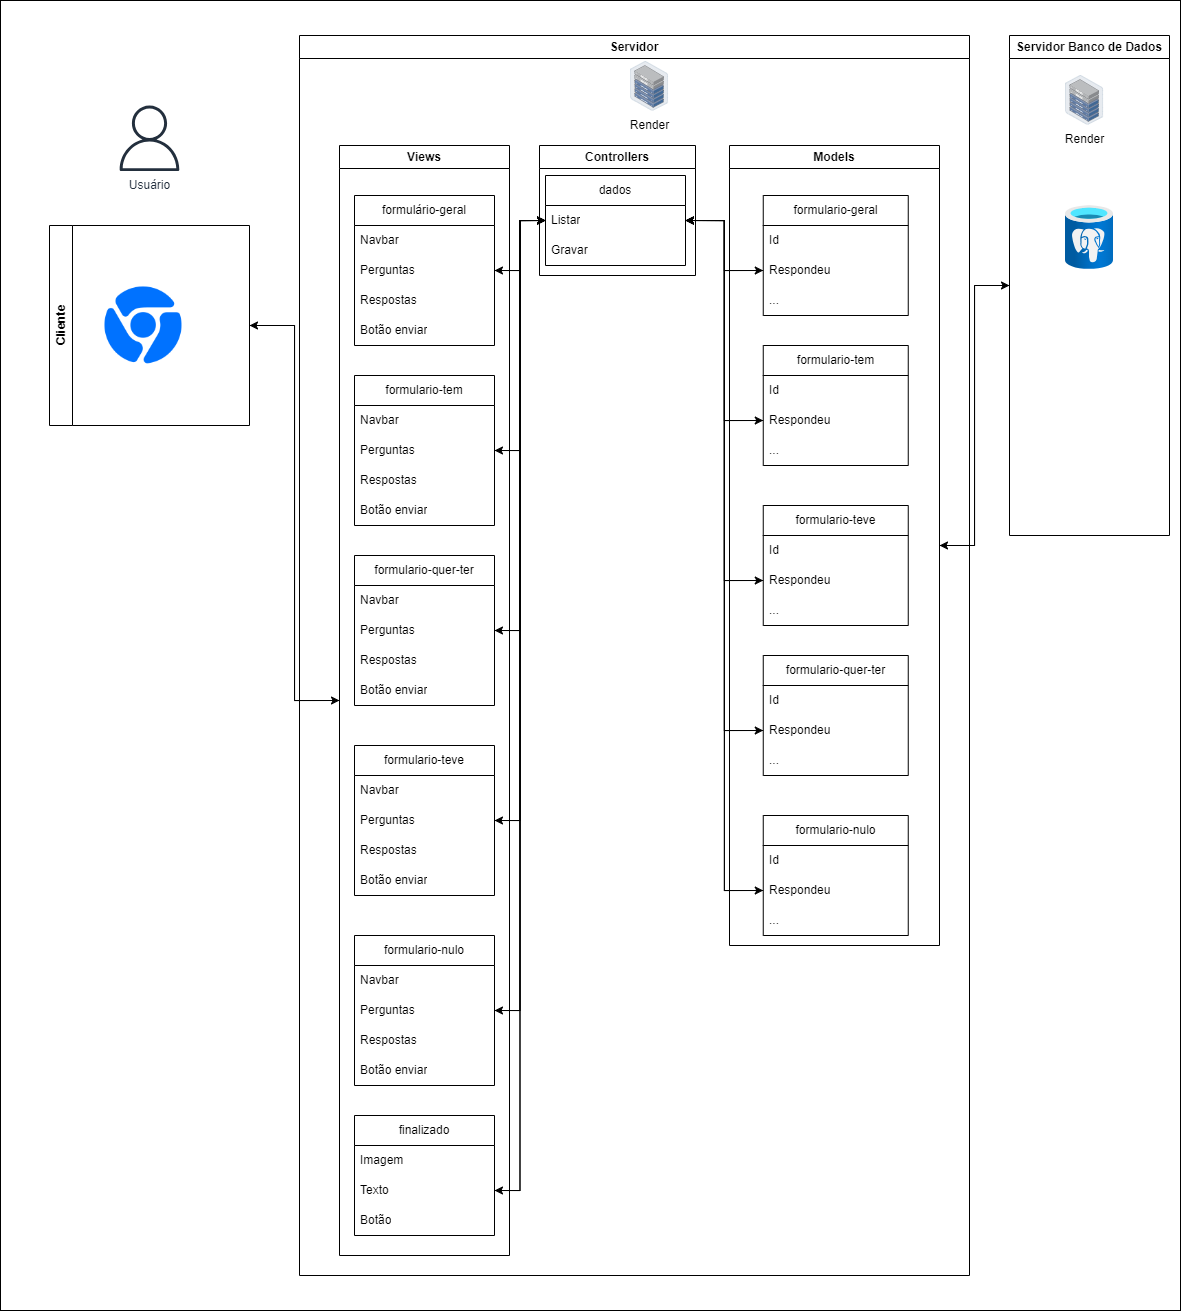 Usuário
Cliente
Servidor
Render
Views
formulário-geral
Navbar
Perguntas
Respostas
Botão enviar
formulario-tem
Navbar
Perguntas
Respostas
Botão enviar
formulario-quer-ter
Navbar
Perguntas
Respostas
Botão enviar
formulario-teve
Navbar
Perguntas
Respostas
Botão enviar
formulario-nulo
Navbar
Perguntas
Respostas
Botão enviar
finalizado
Imagem
Texto
Botão
Controllers
dados
Listar
Gravar
Models
formulario-geral
Id
Respondeu
...
formulario-tem
Id
Respondeu
...
formulario-teve
Id
Respondeu
...
formulario-quer-ter
Id
Respondeu
...
formulario-nulo
Id
Respondeu
...
Servidor Banco de Dados
Render